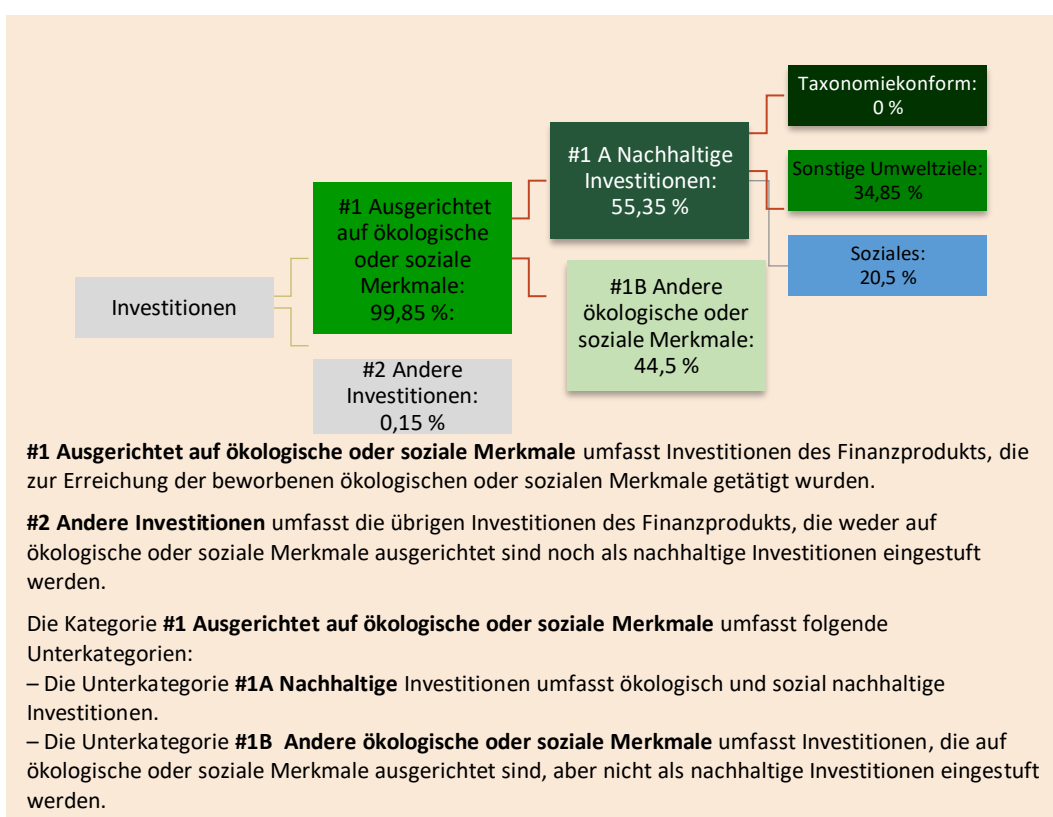 Taxonomiekonform:
0 %
#1 A Nachhaltige
Investitionen:
55,35 %
Sonstige Umweltziele:
34,85 %
#1 Ausgerichtet
auf ökologische
oder soziale
Merkmale:
99,85 %:
Soziales:
20,5 %
Investitionen
#1B Andere
ökologische oder
soziale Merkmale:
44,5 %
#2 Andere
Investitionen:
0,15 %
#1 Ausgerichtet auf ökologische oder soziale Merkmale umfasst Investitionen des Finanzprodukts, die
zur Erreichung der beworbenen ökologischen oder sozialen Merkmale getätigt wurden.
#2 Andere Investitionen umfasst die übrigen Investitionen des Finanzprodukts, die weder auf
ökologische oder soziale Merkmale ausgerichtet sind noch als nachhaltige Investitionen eingestuft
werden.
Die Kategorie #1 Ausgerichtet auf ökologische oder soziale Merkmale umfasst folgende
Unterkategorien:
– Die Unterkategorie #1A Nachhaltige Investitionen umfasst ökologisch und sozial nachhaltige
Investitionen.
– Die Unterkategorie #1B Andere ökologische oder soziale Merkmale umfasst Investitionen, die auf
ökologische oder soziale Merkmale ausgerichtet sind, aber nicht als nachhaltige Investitionen eingestuft
werden.